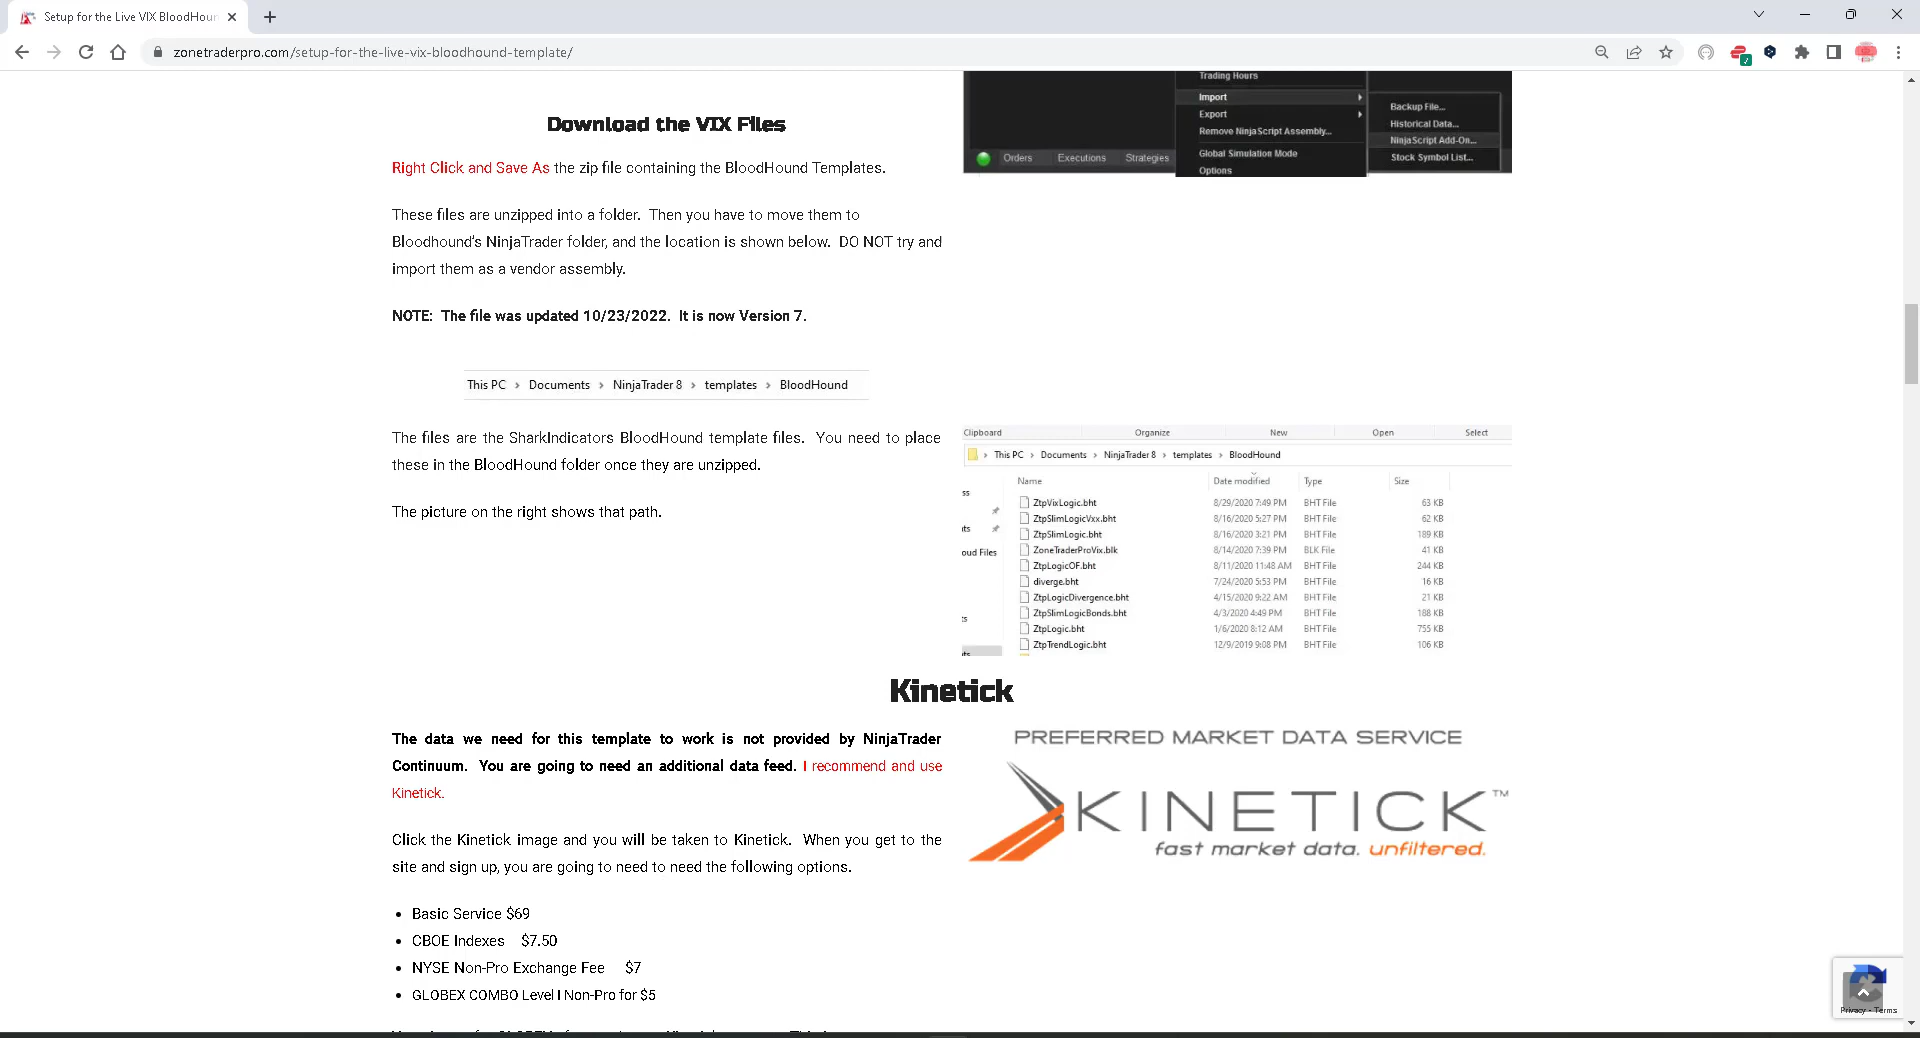 Setup for the Live VIX BloodHoun
zonetraderpro.com/setup-for-the-live-vix-bloodhound-template/
Trading Hours
Import
Export
Remove NinjaScript Assembly...
Global Simulation Mode
Options
Backup File...
Historical Data...
NinjaScript Add-On...
Stock Symbol List...
Orders Executions Strategies
Download the VIX Files
Right Click and Save As the zip file containing the BloodHound Templates.
These files are unzipped into a folder. Then you have to move them to
Bloodhound's NinjaTrader folder, and the location is shown below. DO NOT try and
import them as a vendor assembly.
NOTE: The file was updated 10/23/2022. It is now Version 7.
This PC › Documents › NinjaTrader 8 › templates › BloodHound
The files are the SharkIndicators BloodHound template files. You need to place
these in the BloodHound folder once they are unzipped.
The picture on the right shows that path.
Clipboard Organize New Open Select
› This PC › Documents › NinjaTrader 8 › templates › BloodHound
Name Date modified Type Size
ss
ts
oud Files
ts
ZtpVixLogic.bht 8/29/2020 7:49 PM BHT File 63 KB
ZtpSlimLogicVxx.bht 8/16/2020 5:27 PM BHT File 62 KB
ZtpSlimLogic.bht 8/16/2020 3:21 PM BHT File 189 KB
ZoneTraderProVix.blk 8/14/2020 7:39 PM BLK File 41 KB
ZtpLogicOF.bht 8/11/2020 11:48 AM BHT File 244 KB
diverge.bht 7/24/2020 5:53 PM BHT File 16 KB
ZtpLogicDivergence.bht 4/15/2020 9:22 AM BHT File 21 KB
ZtpSlimLogicBonds.bht 4/3/2020 4:49 PM BHT File 188 KB
ZtpLogic.bht 1/6/2020 8:12 AM BHT File 755 KB
ZtpTrendLogic.bht 12/9/2019 9:08 PM BHT File 106 KB
Kinetick
The data we need for this template to work is not provided by NinjaTrader
Continuum. You are going to need an additional data feed. I recommend and use
Kinetick.
Click the Kinetick image and you will be taken to Kinetick. When you get to the
site and sign up, you are going to need to need the following options.
• Basic Service $69
• CBOE Indexes $7.50
• NYSE Non-Pro Exchange Fee $7
• GLOBEX COMBO Level I Non-Pro for $5
PREFERRED MARKET DATA SERVICE
KINETICK™
fast market data. unfiltered.
Privacy - Terms